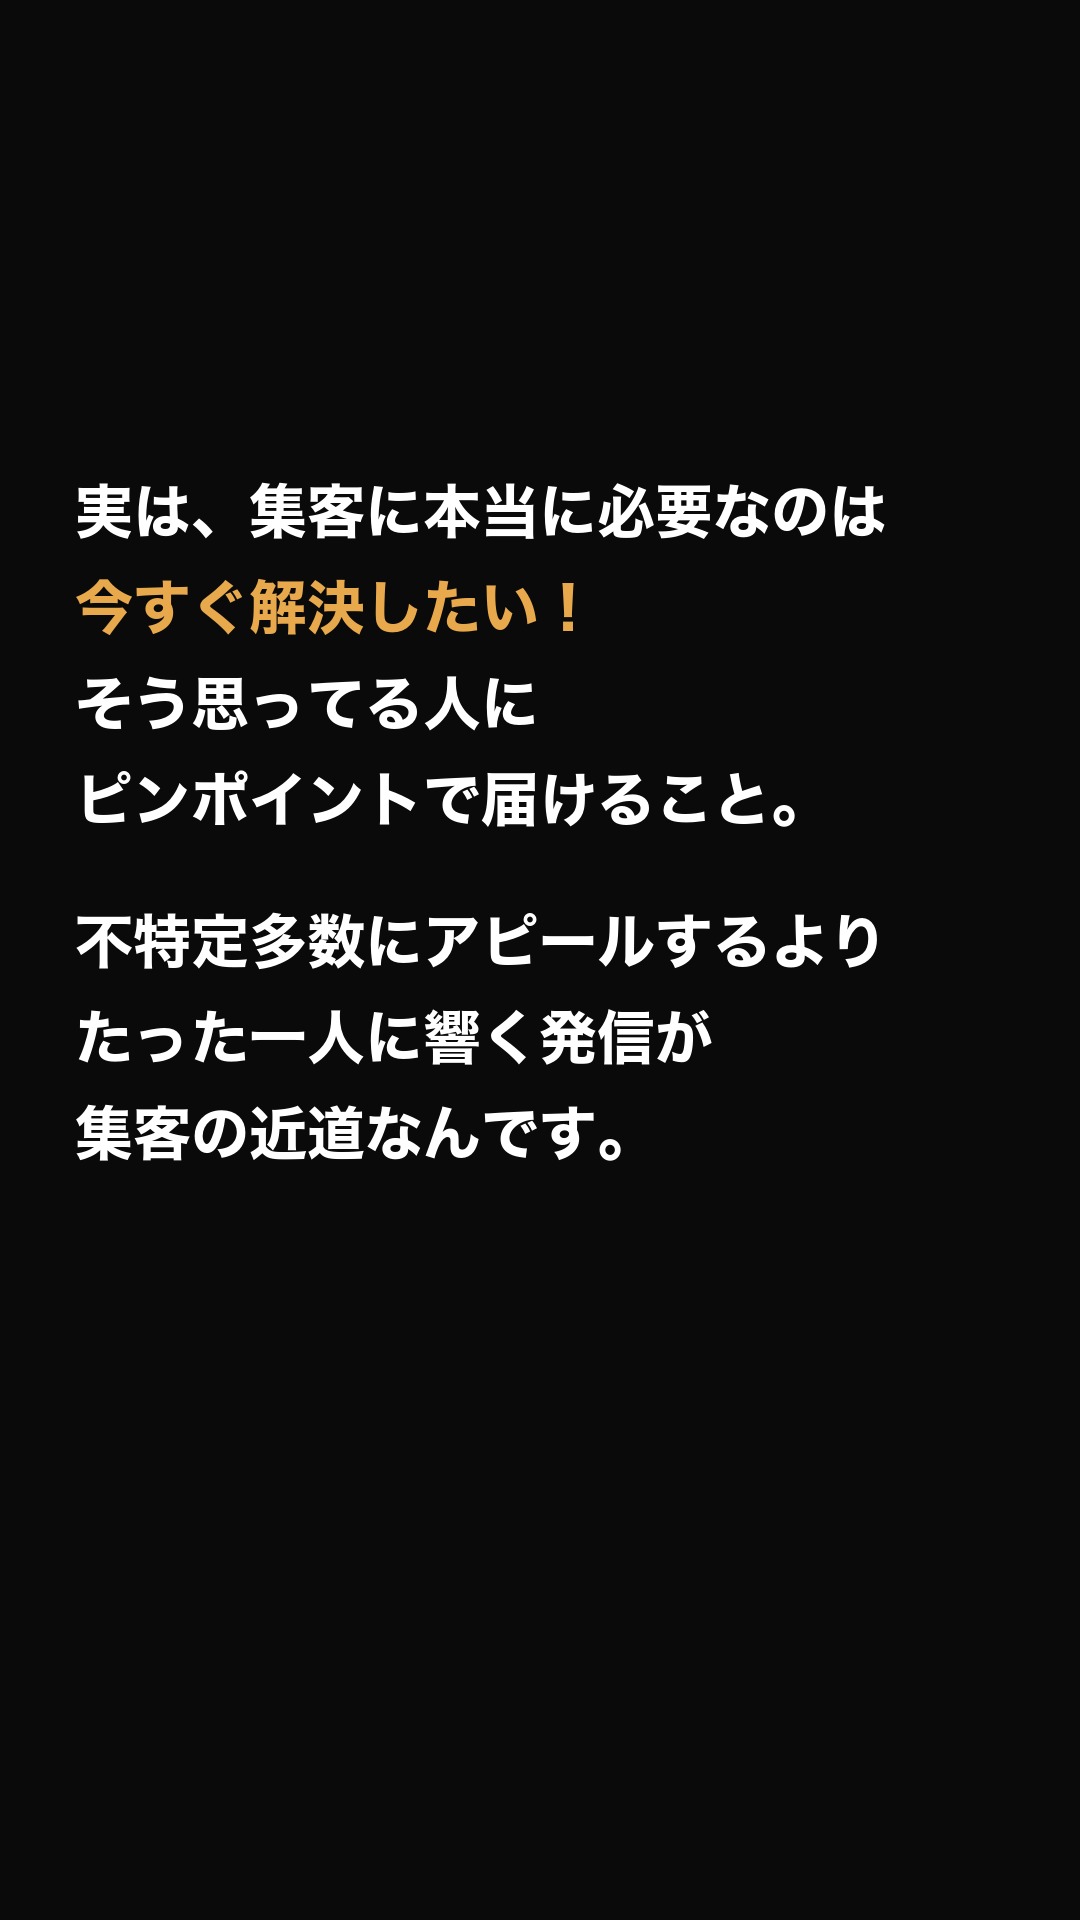 実は、集客に本当に必要なのは
今すぐ解決したい！
そう思ってる人に
ピンポイントで届けること。
不特定多数にアピールするより
たった一人に響く発信が
集客の近道なんです。